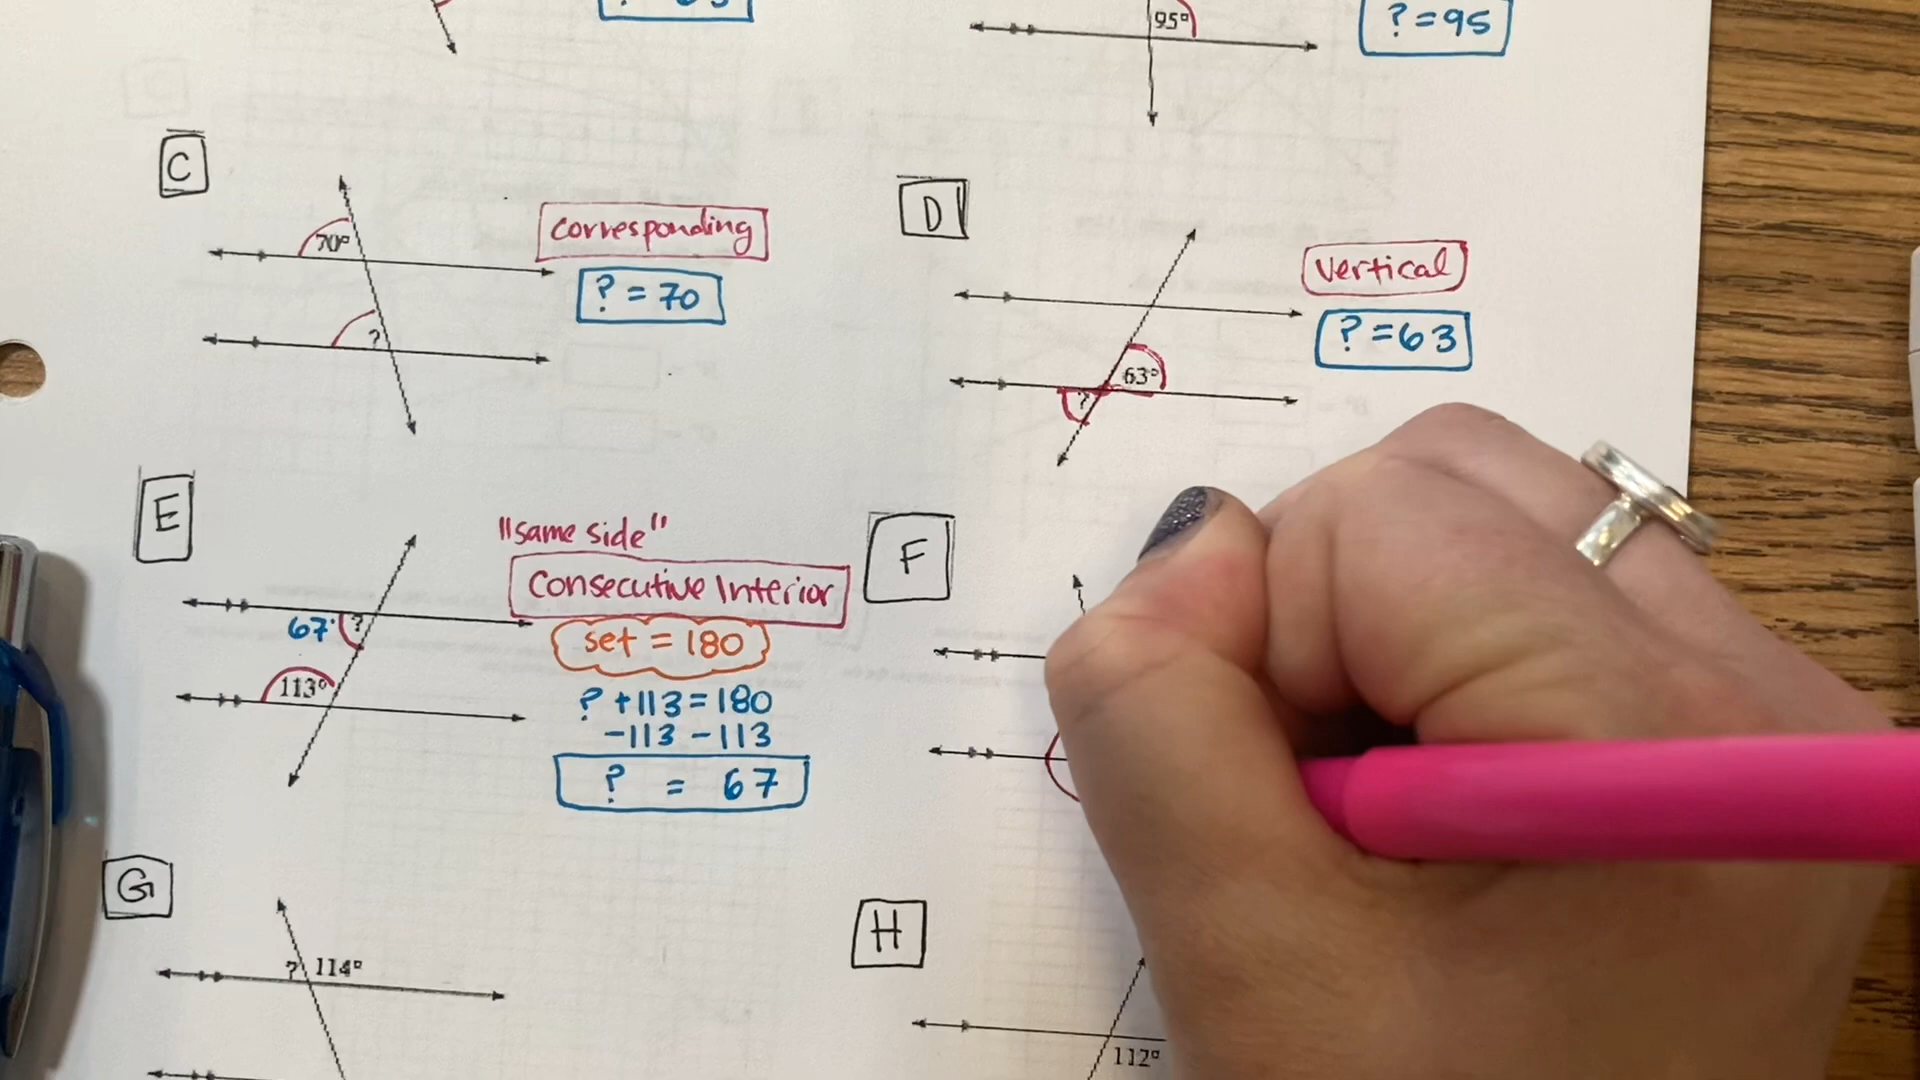 95°
? = 95
C
70°
?
corresponding
? = 70
D
63°
?
Vertical
? = 63
E
67°
?
113°
"same side"
Consecutive Interior
set = 180
? + 113 = 180
-113 -113
? = 67
F
G
? 114°
H
112°